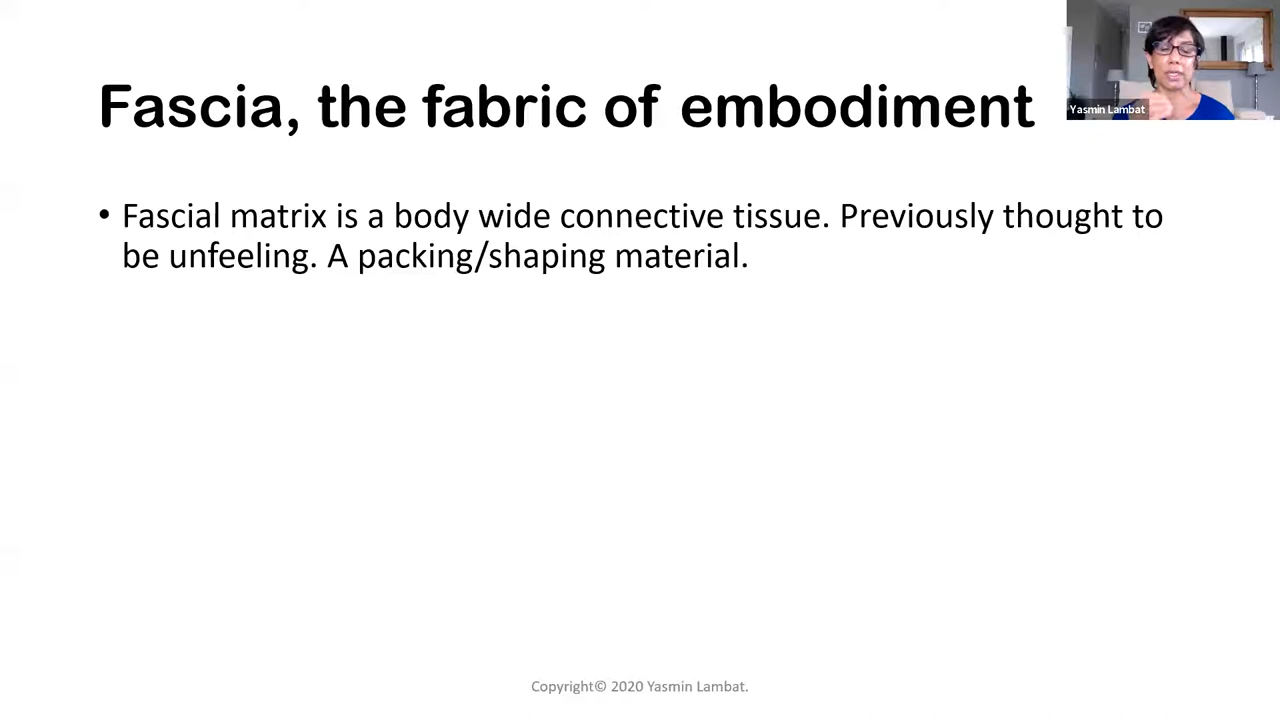 Fascia, the fabric of embodiment
Yasmin Lambat
• Fascial matrix is a body wide connective tissue. Previously thought to
be unfeeling. A packing/shaping material.
Copyright© 2020 Yasmin Lambat.